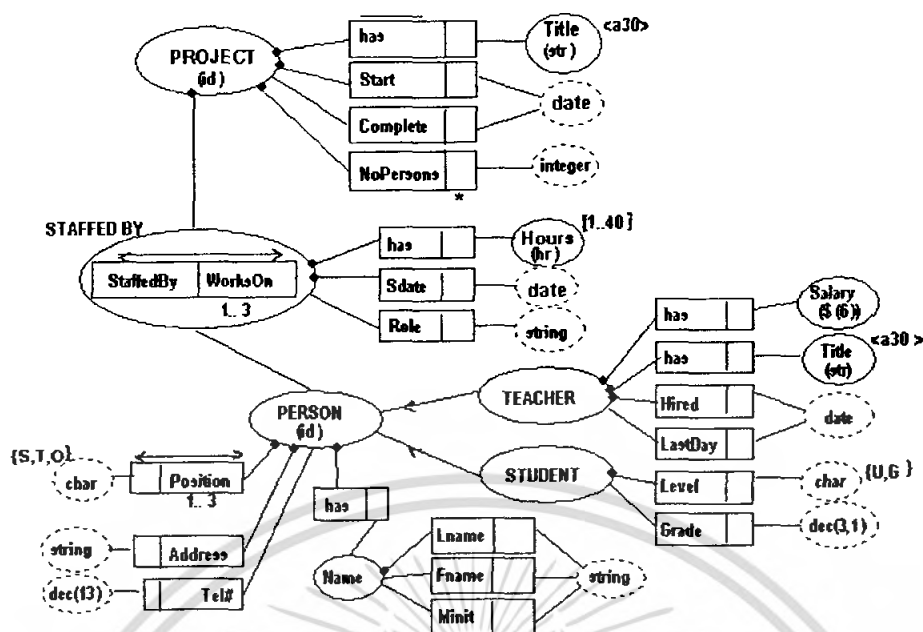 has
Title
(str)
<a30>
PROJECT
(id)
Start
date
Complete
NoPersons
integer
*
STAFFED BY
StaffedBy
WorksOn
1..3
has
Hours
(hr)
[1..40}
Sdate
date
Role
string
has
Salary
($ (6))
has
Title
(str)
<a30 >
TEACHER
Hired
date
LastDay
PERSON
(id)
STUDENT
Level
char
{U,G }
Grade
dec(3,1)
{S,T,O}
char
Position
1.. 3
has
string
Address
dec(13)
Tel#
Name
Lname
Fname
string
Minit